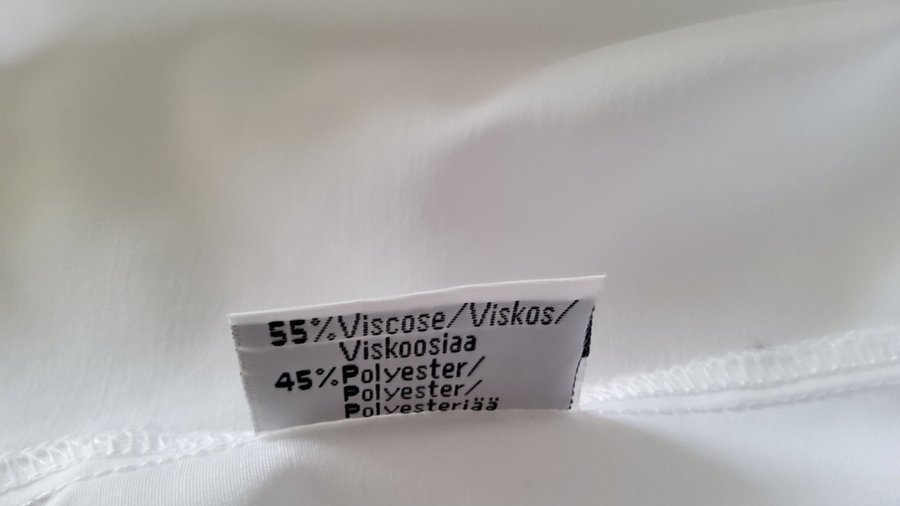 55% Viscose/Viskos/
Viskoosiaa
45% Polyester/
Polyester/
Polyesteriää